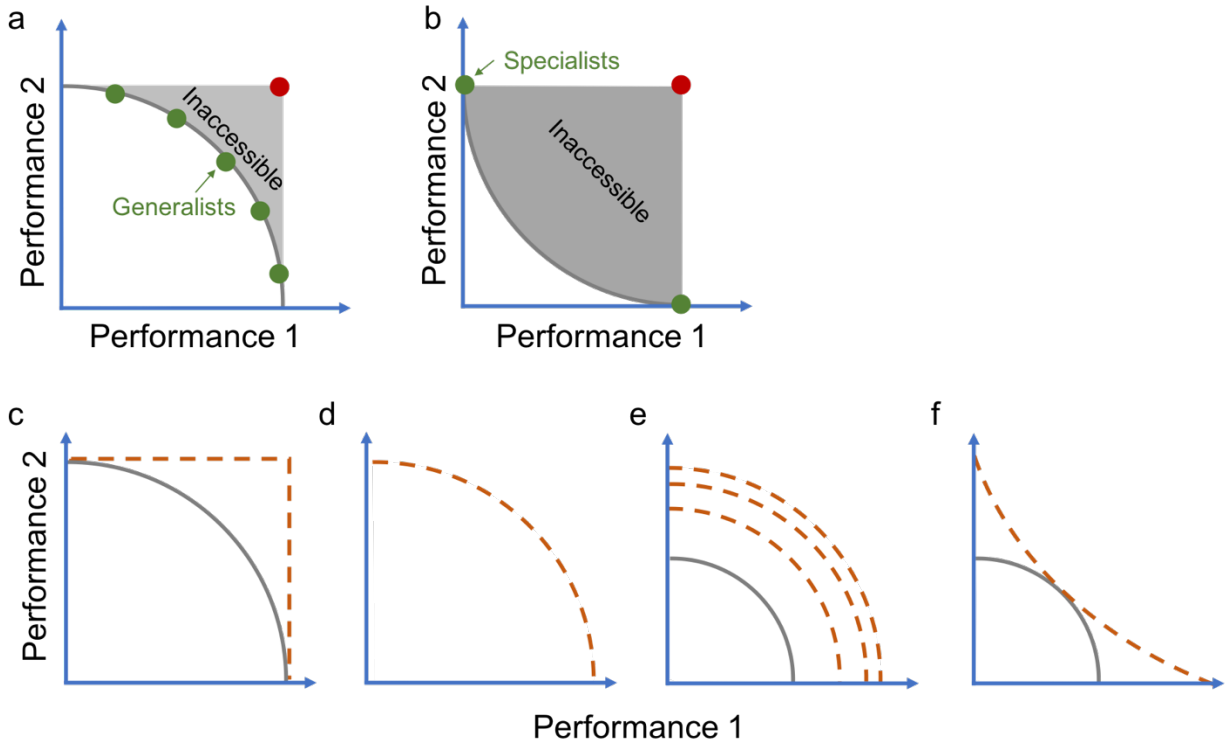 a
Performance 2
Inaccessible
Generalists
Performance 1
b
Performance 2
Specialists
Inaccessible
Performance 1
c
d
e
f
Performance 2
Performance 1